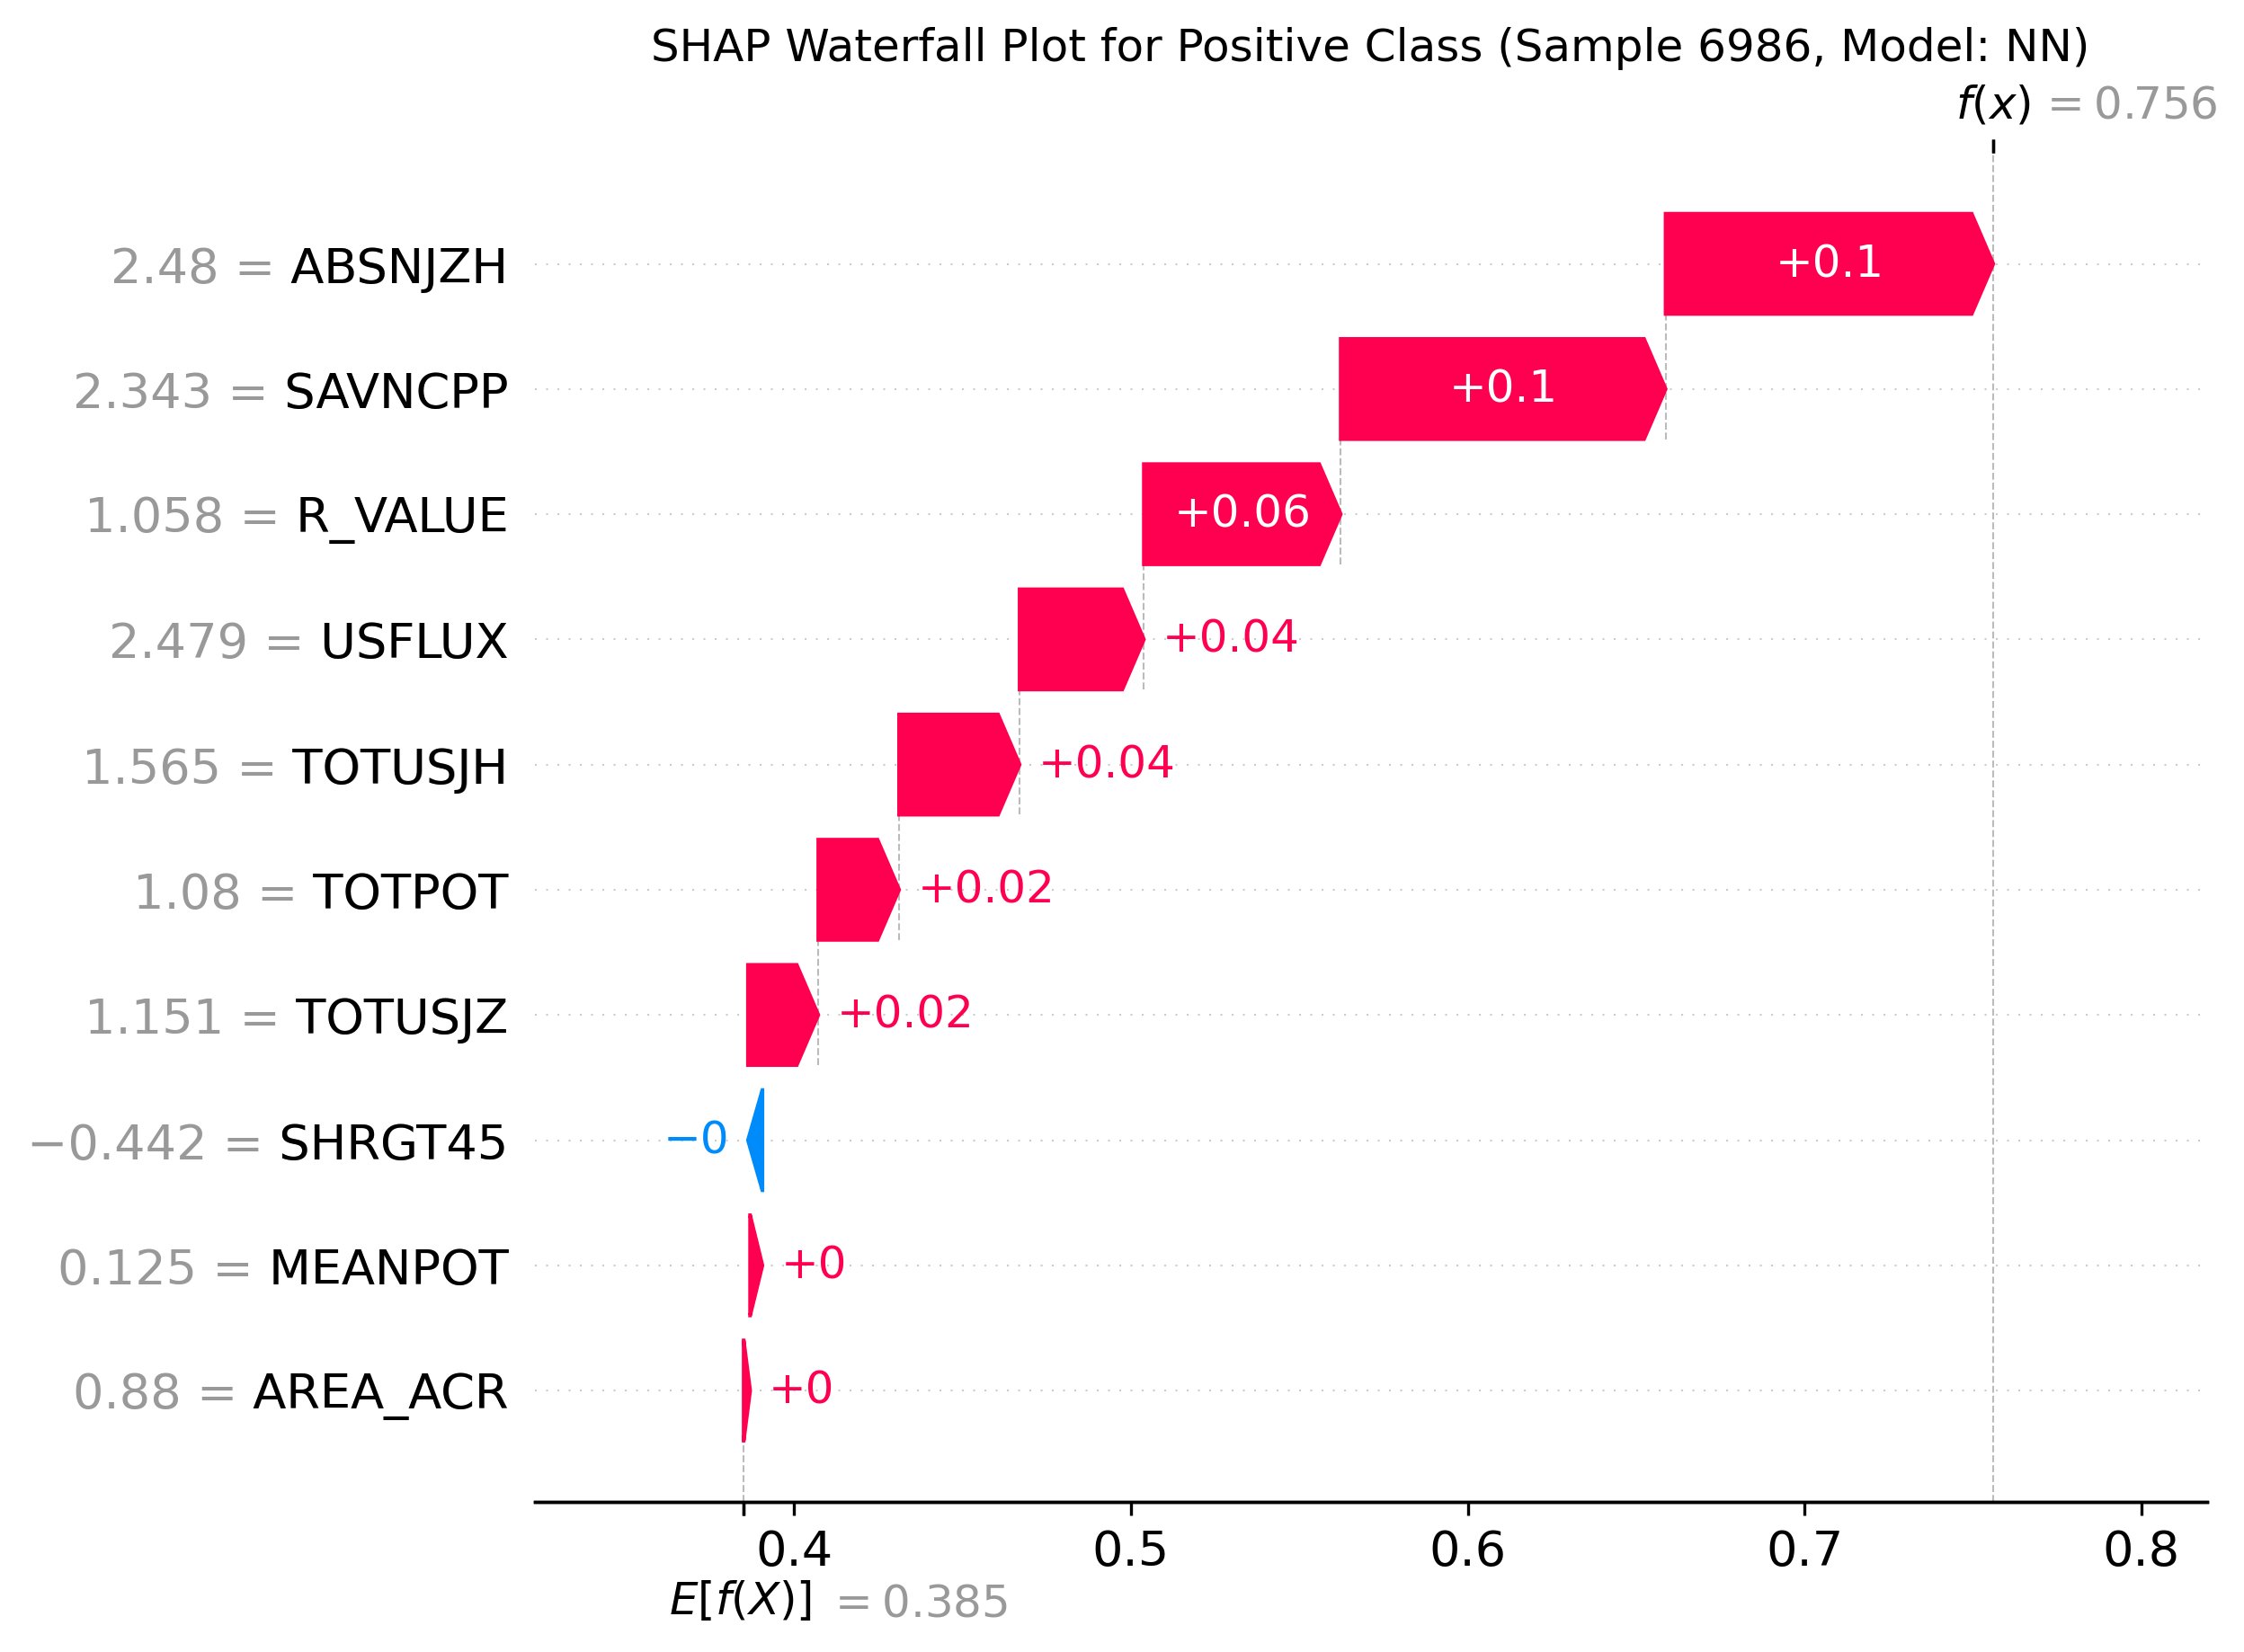 SHAP Waterfall Plot for Positive Class (Sample 6986, Model: NN)
f(x) = 0.756
2.48 = ABSNJZH +0.1
2.343 = SAVNCPP +0.1
1.058 = R_VALUE +0.06
2.479 = USFLUX +0.04
1.565 = TOTUSJH +0.04
1.08 = TOTPOT +0.02
1.151 = TOTUSJZ +0.02
−0.442 = SHRGT45 −0
0.125 = MEANPOT +0
0.88 = AREA_ACR +0
0.4 0.5 0.6 0.7 0.8
E[f(X)] = 0.385